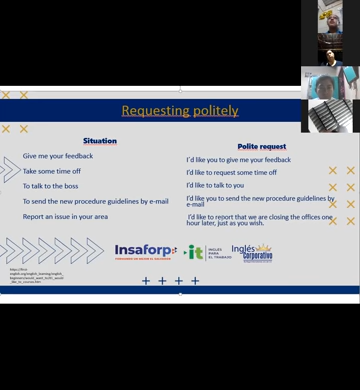 Requesting politely
Situation
Give me your feedback
Take some time off
To talk to the boss
To send the new procedure guidelines by e-mail
Report an issue in your area
Polite request
I'd like you to give me your feedback
I'd like to request some time off
I'd like to talk to you
I'd like you to send the new procedure guidelines by
e-mail
I'd like to report that we are closing the offices one
hour later, just as you wish.
Insaforp
it
INGLÉS
PARA
EL TRABAJO
Inglés
Corporativo